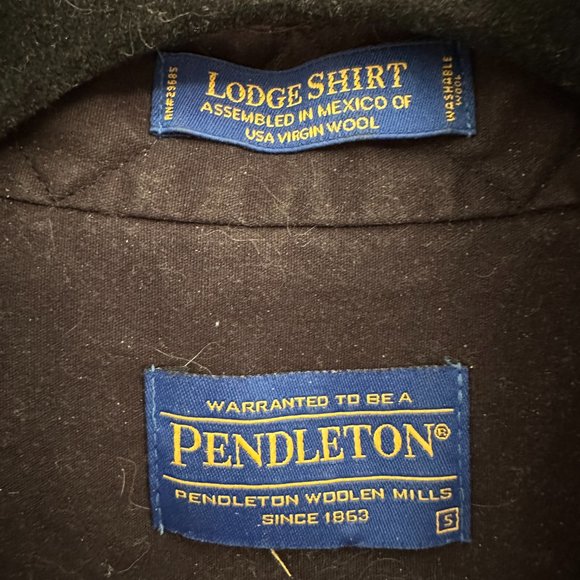 RN#29685
LODGE SHIRT
ASSEMBLED IN MEXICO OF
USA VIRGIN WOOL
WASHABLE
WOOL
WARRANTED TO BE A
PENDLETON®
PENDLETON WOOLEN MILLS
SINCE 1863
S